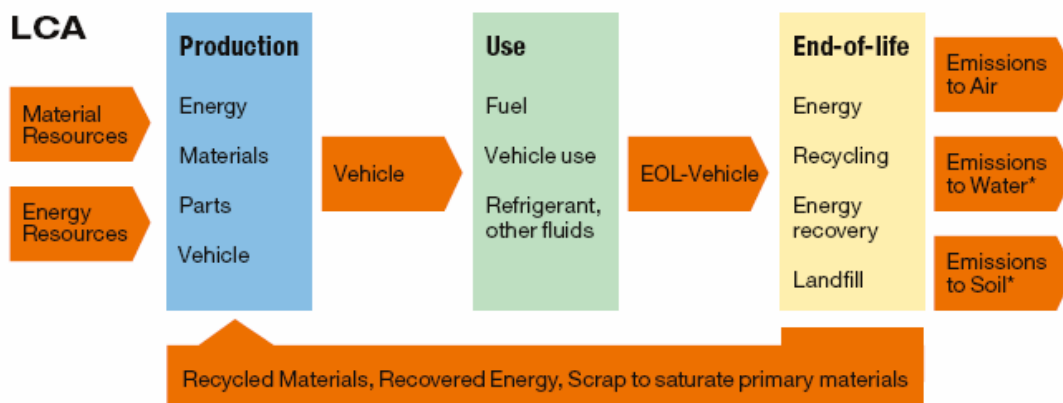 LCA
Material
Resources
Energy
Resources
Production
Energy
Materials
Parts
Vehicle
Vehicle
Use
Fuel
Vehicle use
Refrigerant,
other fluids
EOL-Vehicle
End-of-life
Energy
Recycling
Energy
recovery
Landfill
Emissions
to Air
Emissions
to Water*
Emissions
to Soil*
Recycled Materials, Recovered Energy, Scrap to saturate primary materials